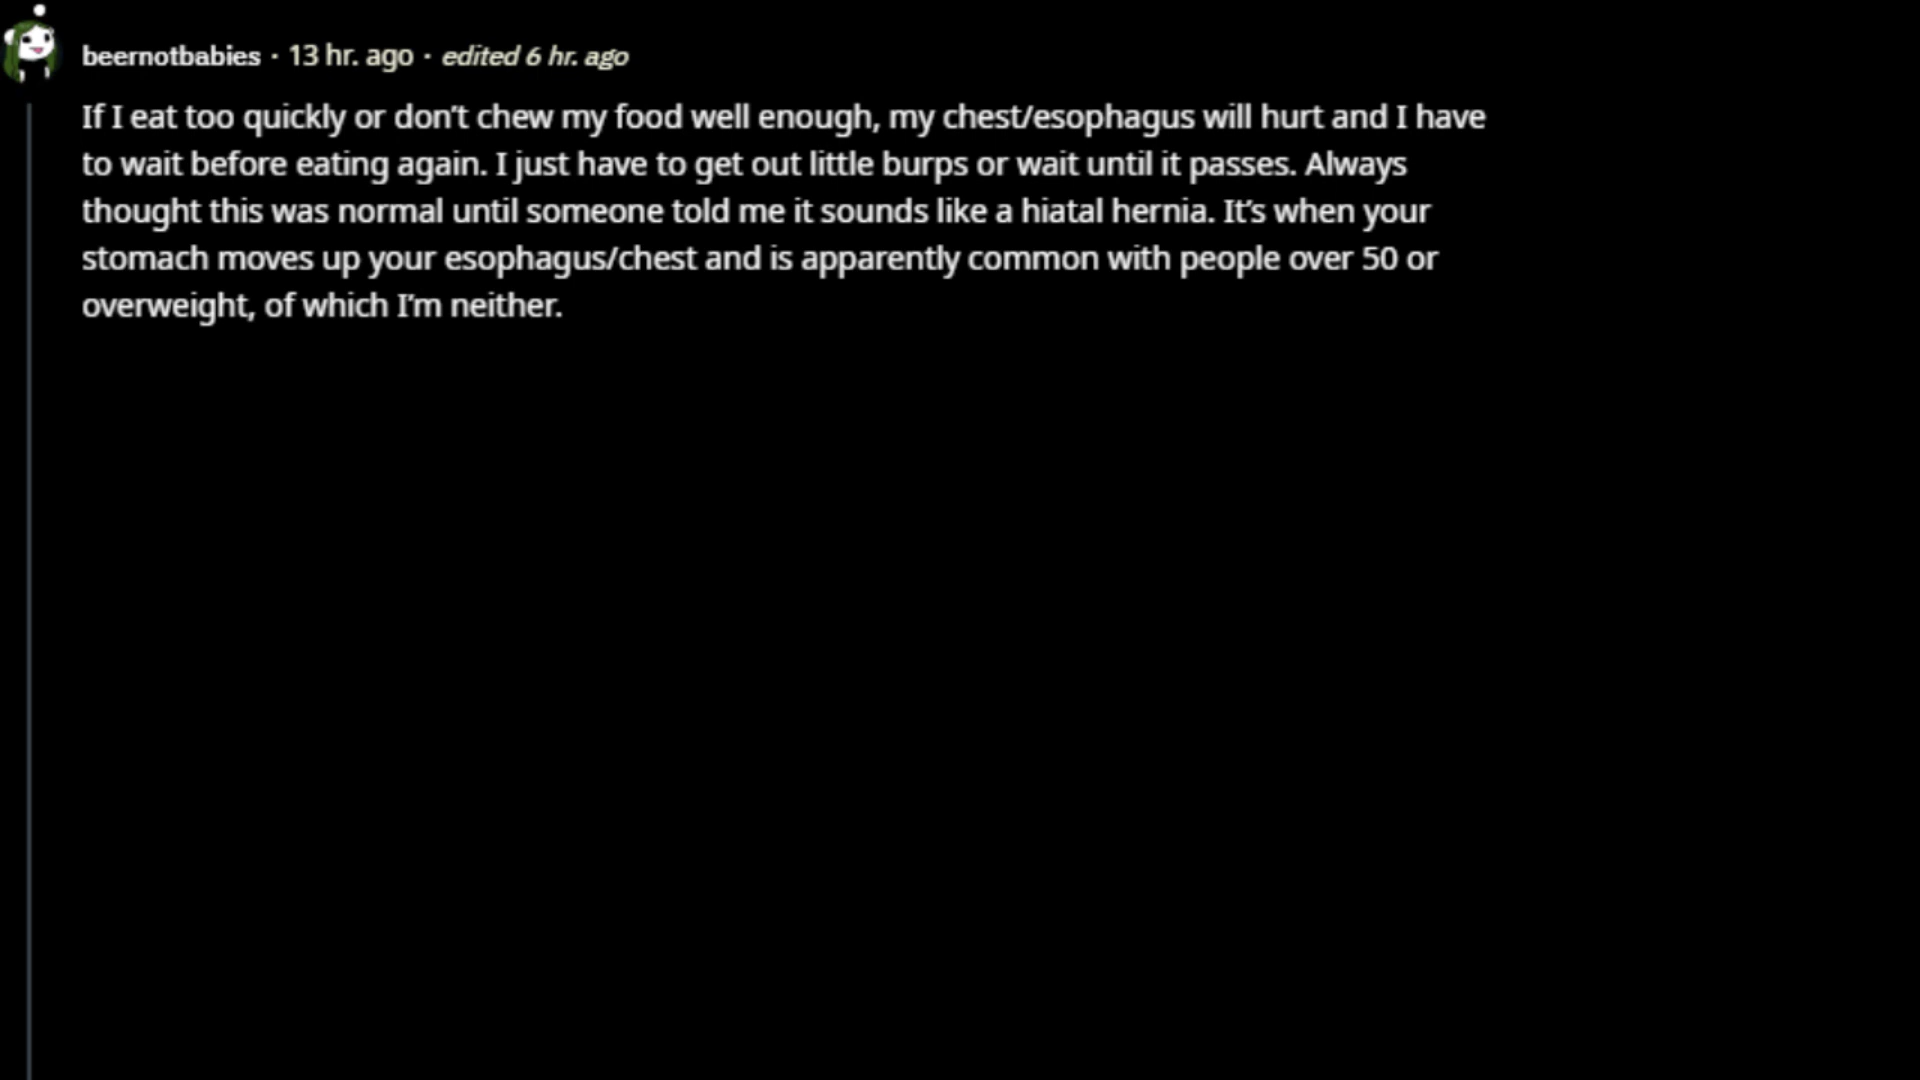 beernotbabies · 13 hr. ago · edited 6 hr. ago
If I eat too quickly or don’t chew my food well enough, my chest/esophagus will hurt and I have
to wait before eating again. I just have to get out little burps or wait until it passes. Always
thought this was normal until someone told me it sounds like a hiatal hernia. It’s when your
stomach moves up your esophagus/chest and is apparently common with people over 50 or
overweight, of which I’m neither.